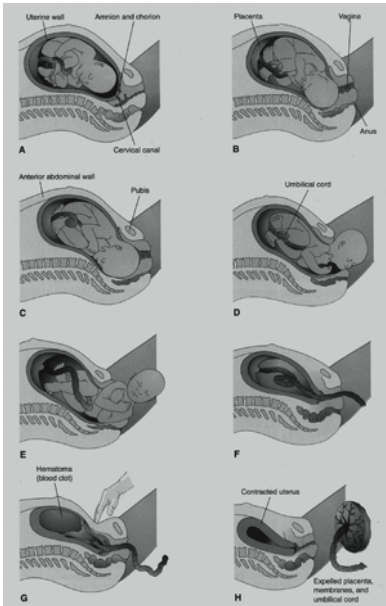 Uterine wall
Amnion and chorion
Cervical canal
A
Placenta
Vagina
Anus
B
Anterior abdominal wall
Pubis
C
Umbilical cord
D
E
F
Hematoma
(blood clot)
G
Contracted uterus
H
Expelled placenta,
membranes, and
umbilical cord